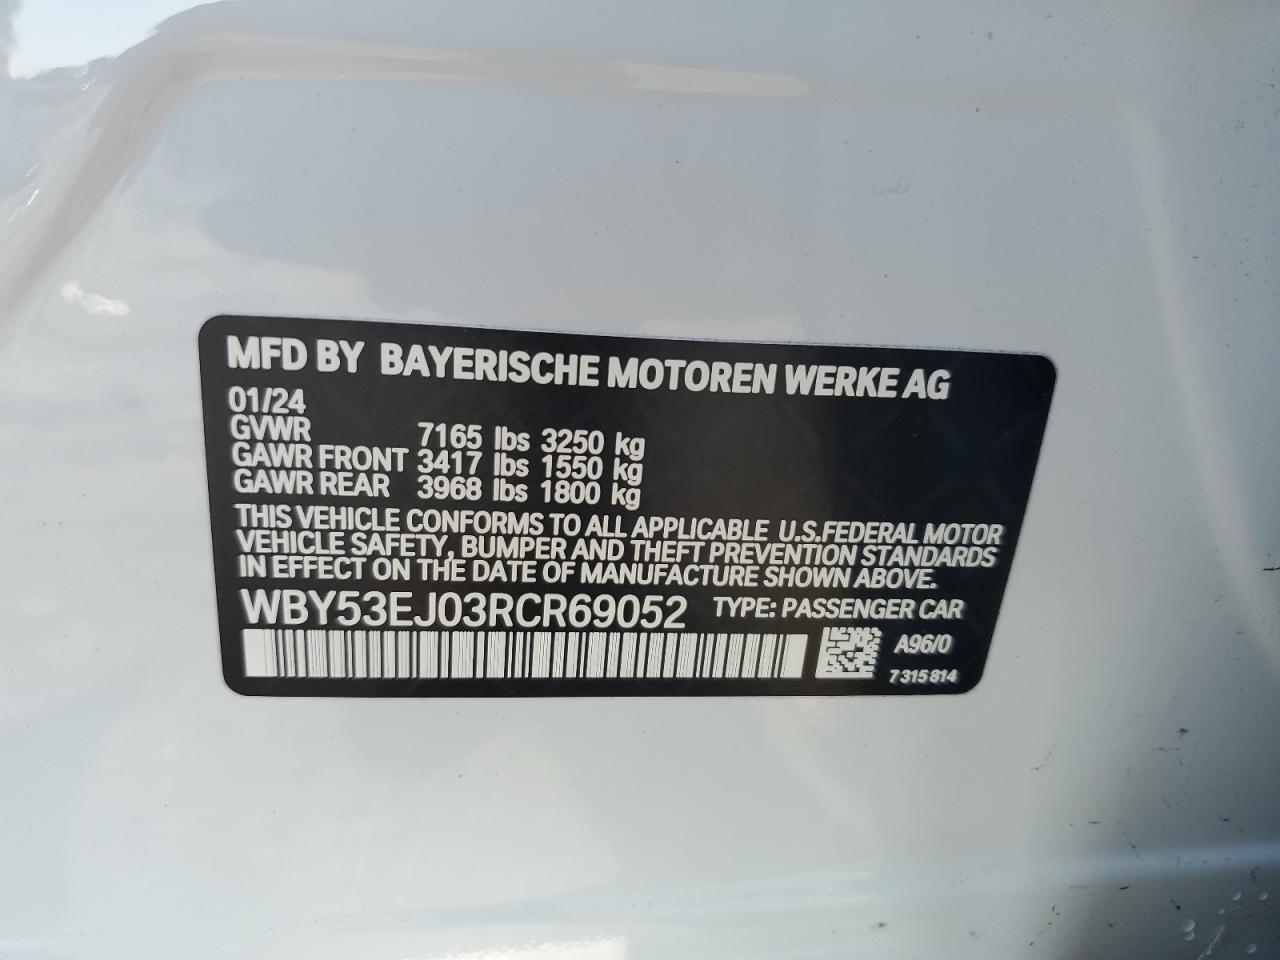 MFD BY BAYERISCHE MOTOREN WERKE AG
01/24
GVWR 7165 lbs 3250 kg
GAWR FRONT 3417 lbs 1550 kg
GAWR REAR 3968 lbs 1800 kg
THIS VEHICLE CONFORMS TO ALL APPLICABLE U.S.FEDERAL MOTOR
VEHICLE SAFETY, BUMPER AND THEFT PREVENTION STANDARDS
IN EFFECT ON THE DATE OF MANUFACTURE SHOWN ABOVE.
WBY53EJ03RCR69052 TYPE: PASSENGER CAR
A96/0
7 315 814